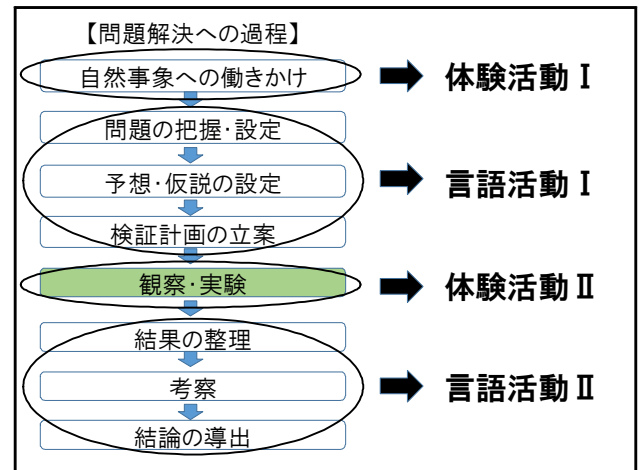 【問題解決への過程】
自然事象への働きかけ
体験活動Ⅰ
問題の把握･設定
予想･仮説の設定
言語活動Ⅰ
検証計画の立案
観察･実験
体験活動Ⅱ
結果の整理
考察
言語活動Ⅱ
結論の導出